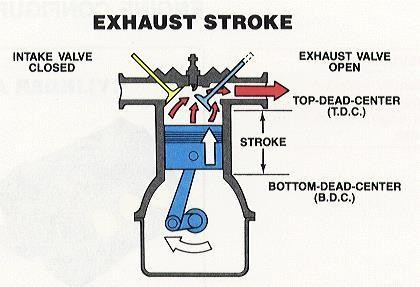 EXHAUST STROKE
INTAKE VALVE
CLOSED
EXHAUST VALVE
OPEN
TOP-DEAD-CENTER
(T.D.C.)
STROKE
BOTTOM-DEAD-CENTER
(B.D.C.)